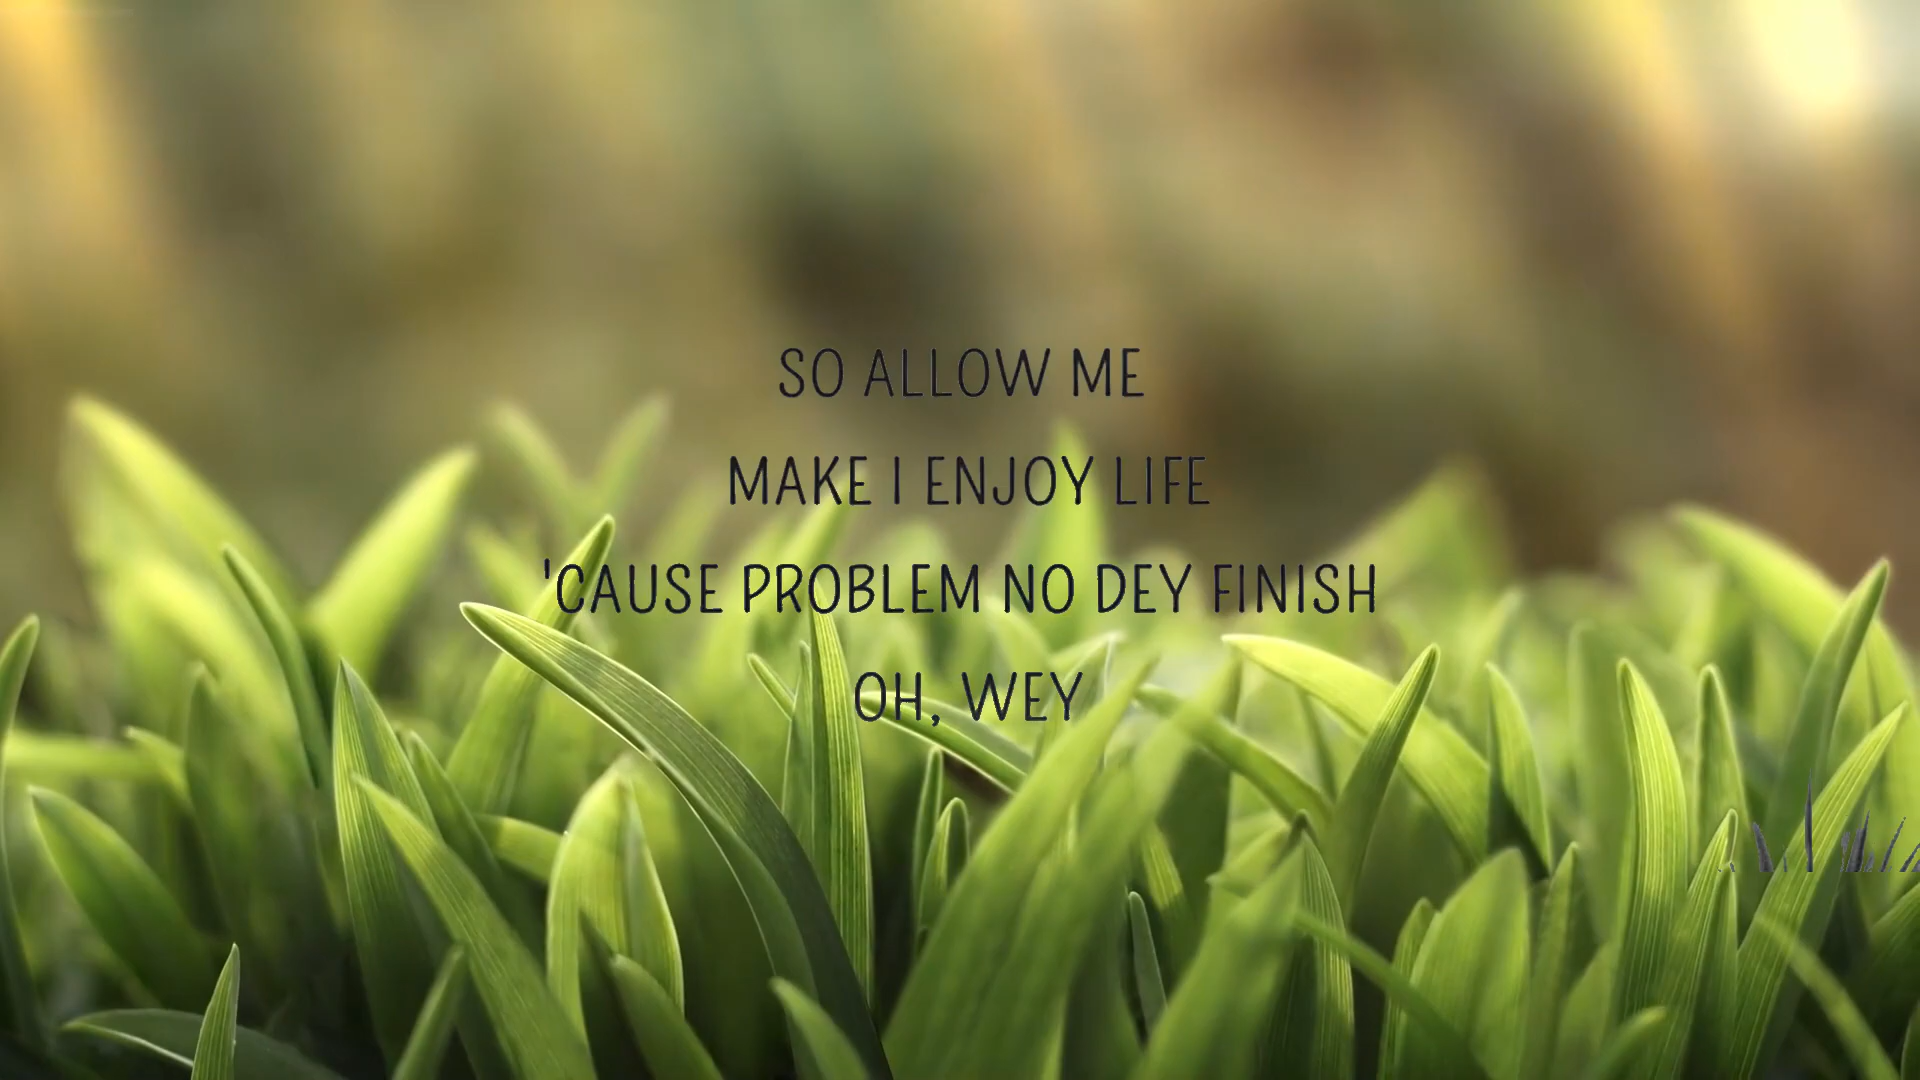 SO ALLOW ME
MAKE I ENJOY LIFE
'CAUSE PROBLEM NO DEY FINISH
OH, WEY